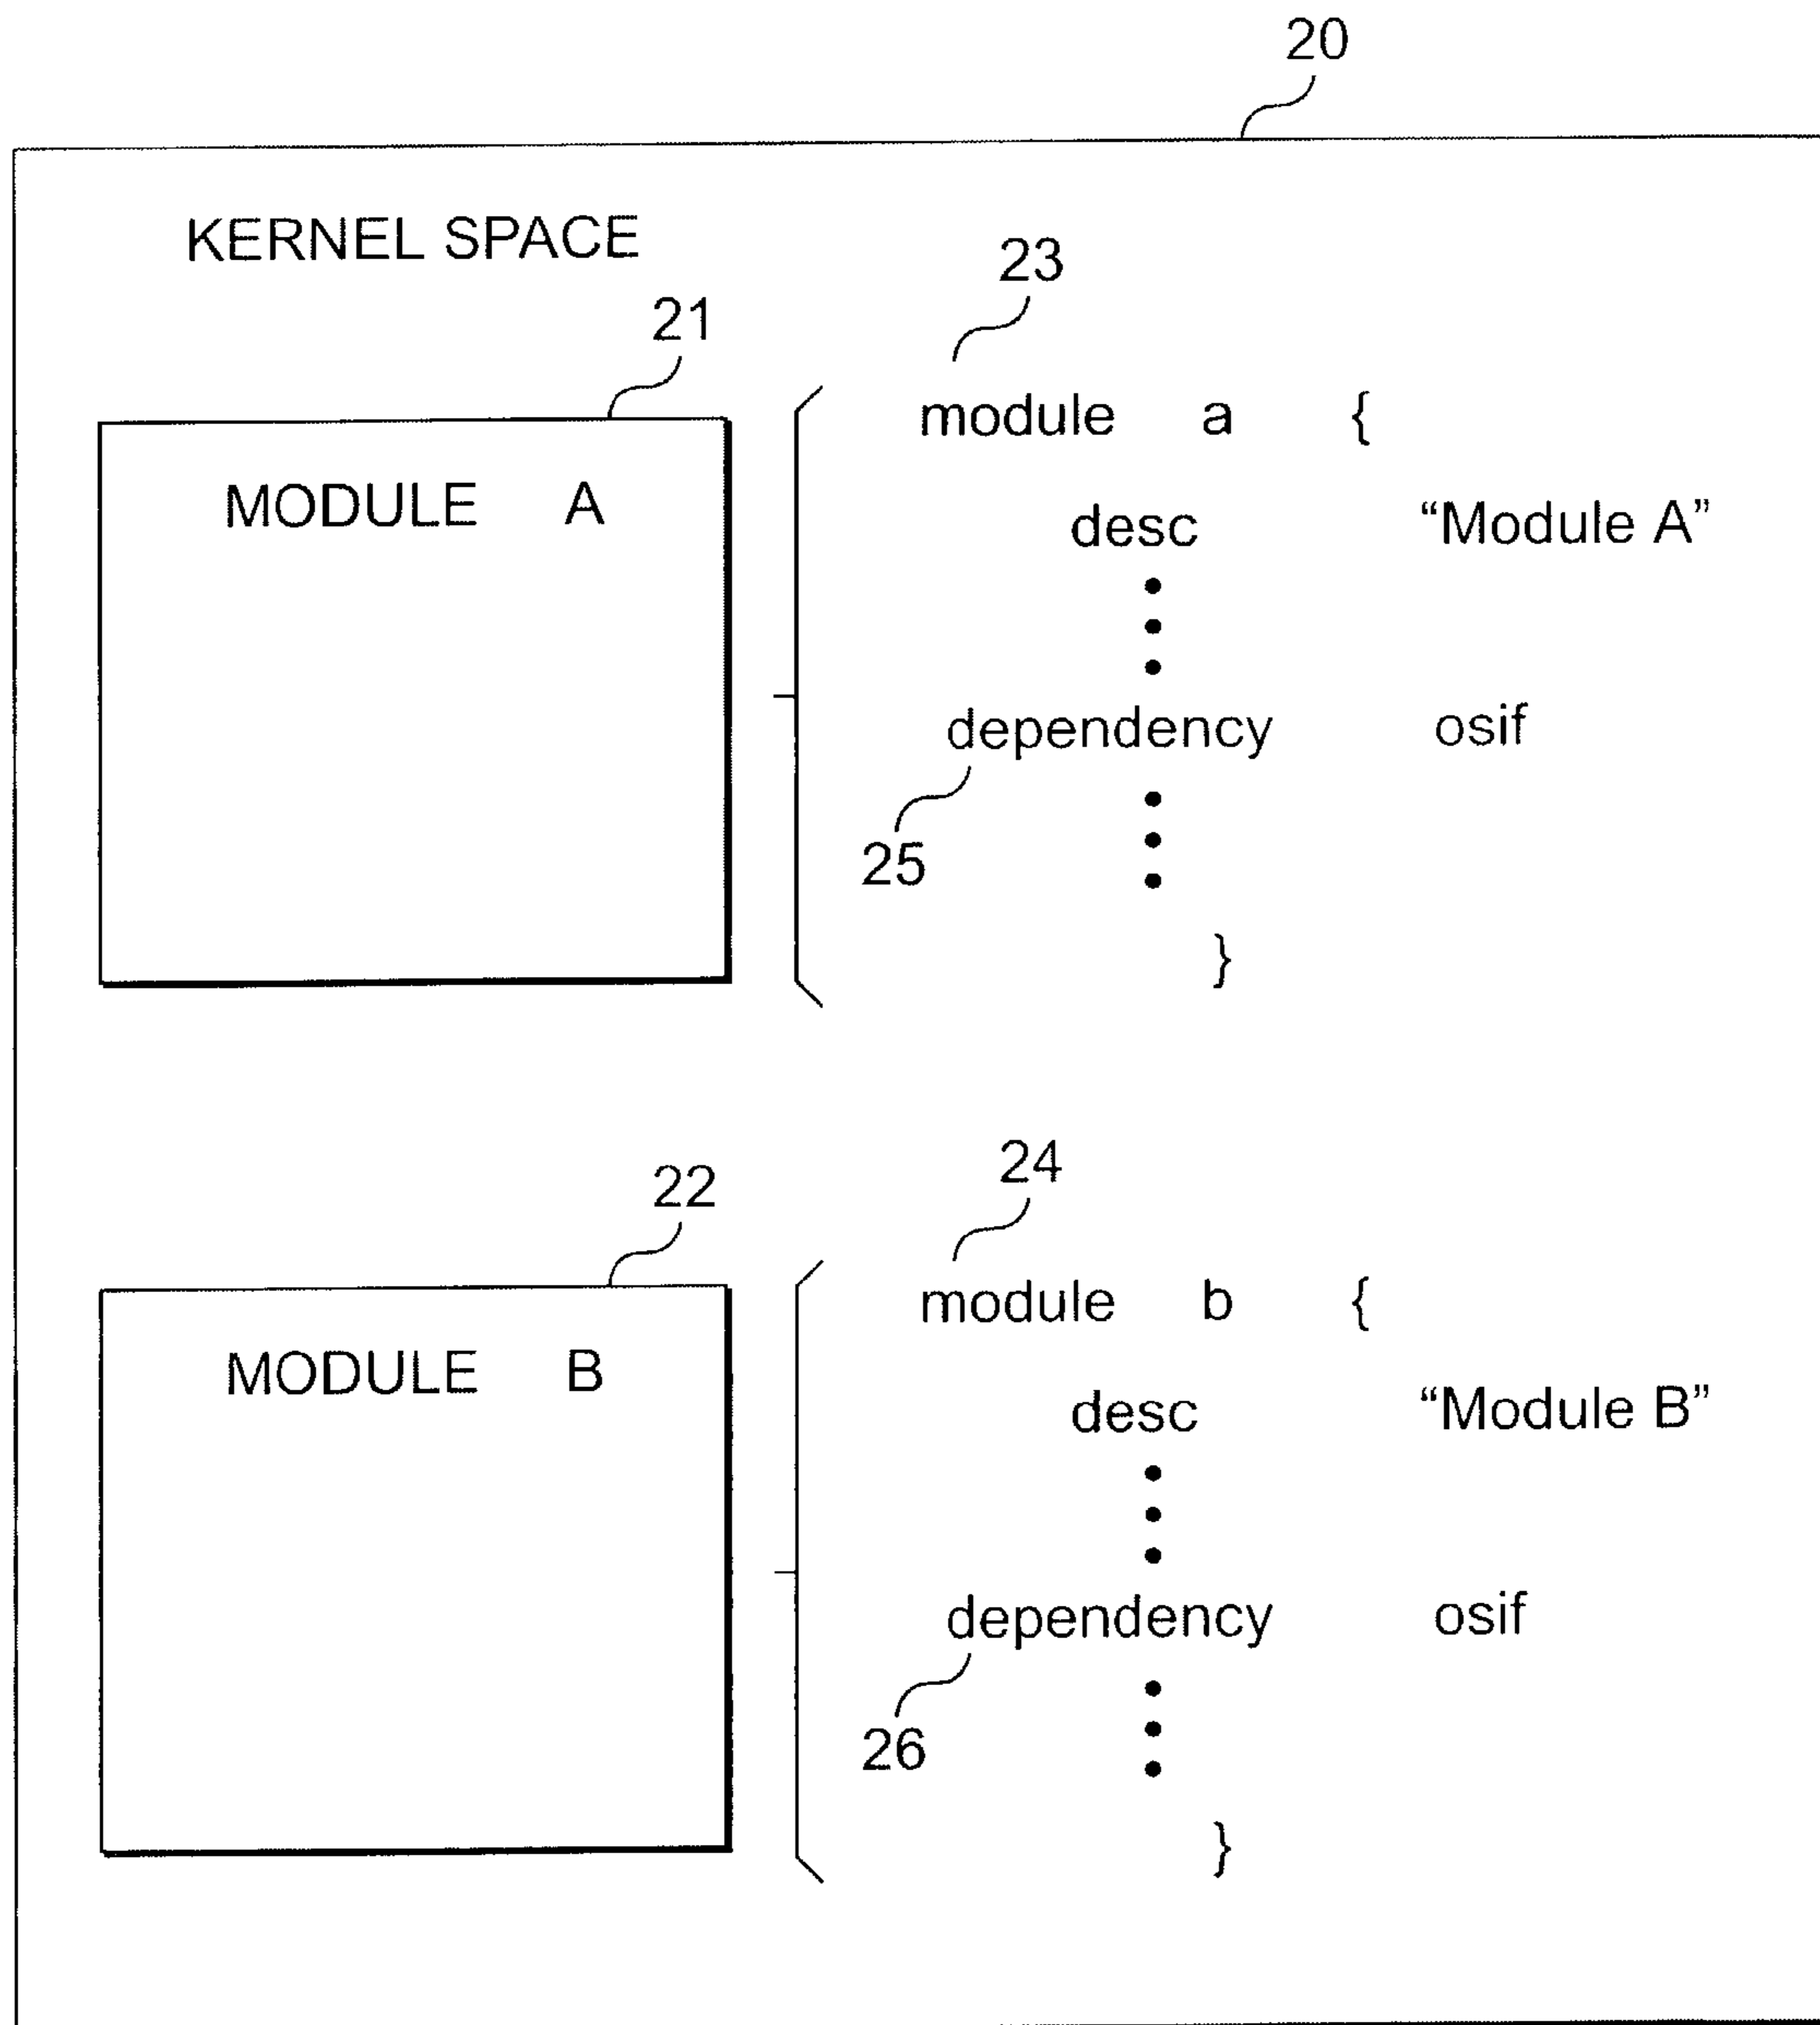 20
KERNEL SPACE
23
21
module a {
MODULE A
desc “Module A”
dependency osif
25
}
24
22
module b {
MODULE B
desc “Module B”
dependency osif
26
}